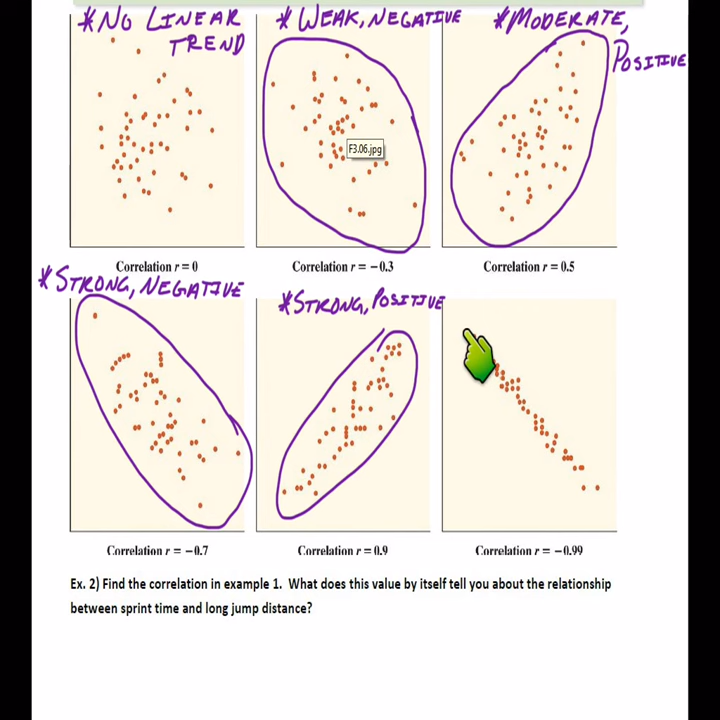 *NO LINEAR
TREND
*WEAK, NEGATIVE
*MODERATE,
POSITIVE
F3.06.jpg
Correlation r = 0
Correlation r = −0.3
Correlation r = 0.5
*STRONG, NEGATIVE
*STRONG, POSITIVE
Correlation r = −0.7
Correlation r = 0.9
Correlation r = −0.99
Ex. 2) Find the correlation in example 1. What does this value by itself tell you about the relationship
between sprint time and long jump distance?